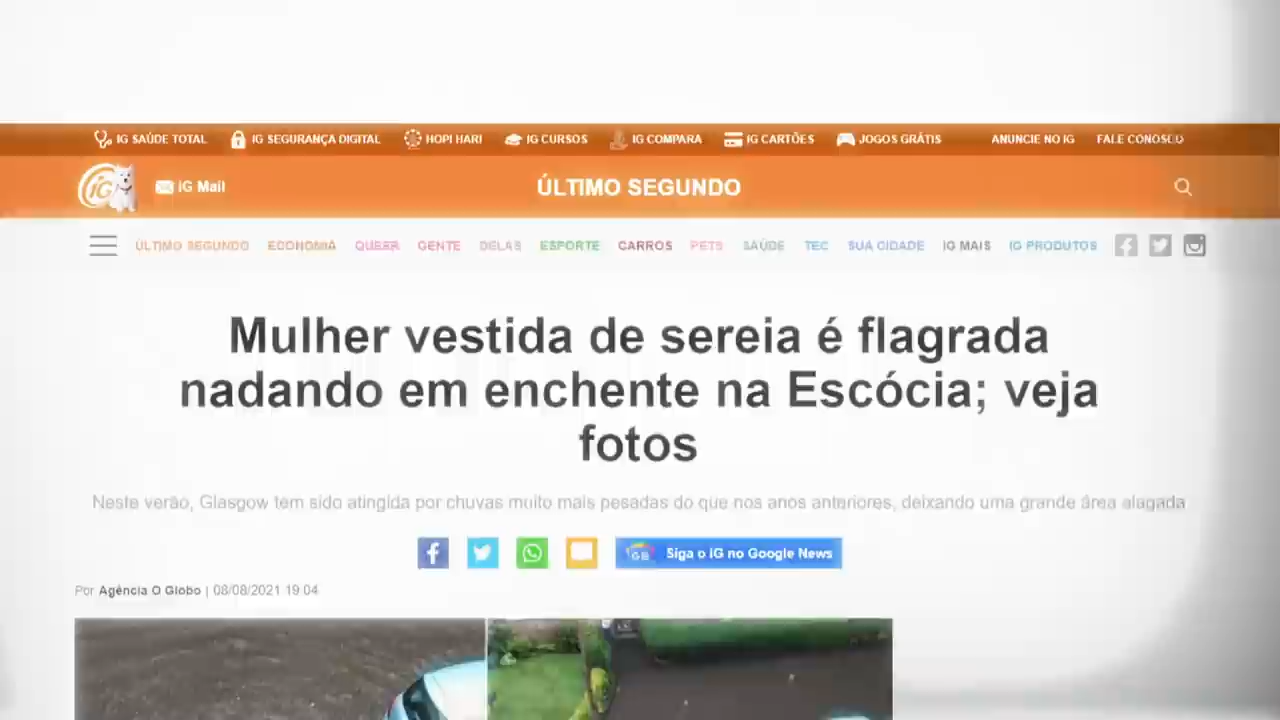 IG SAÚDE TOTAL IG SEGURANÇA DIGITAL HOPI HARI IG CURSOS IG COMPARA IG CARTÕES JOGOS GRÁTIS ANUNCIE NO IG FALE CONOSCO
iG iG Mail ÚLTIMO SEGUNDO
ÚLTIMO SEGUNDO ECONOMIA QUEER GENTE DELAS ESPORTE CARROS PETS SAÚDE TEC SUA CIDADE IG MAIS IG PRODUTOS
Mulher vestida de sereia é flagrada
nadando em enchente na Escócia; veja
fotos
Neste verão, Glasgow tem sido atingida por chuvas muito mais pesadas do que nos anos anteriores, deixando uma grande área alagada
Siga o iG no Google News
Por Agência O Globo | 08/08/2021 19:04